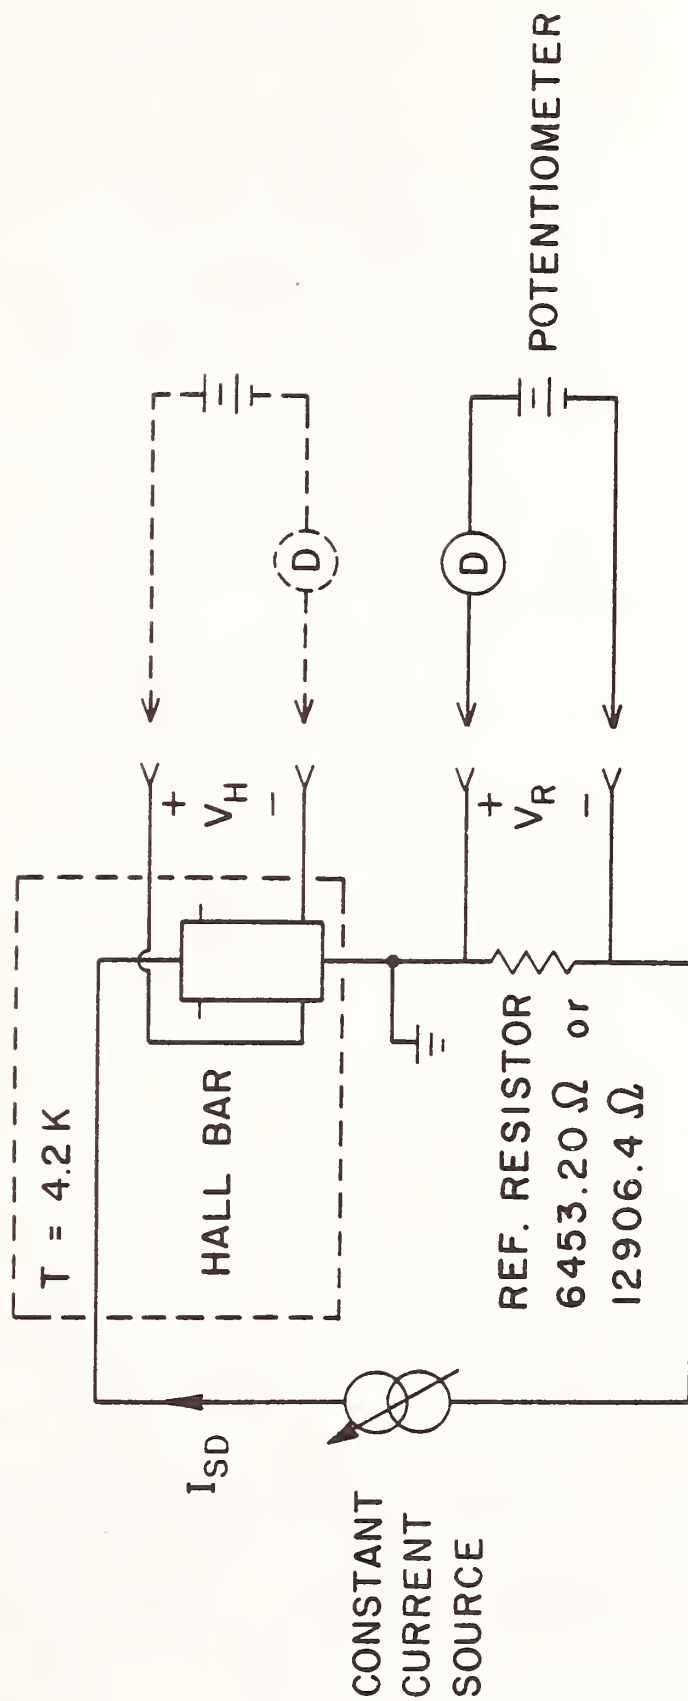 T = 4.2 K
I_SD
HALL BAR
+
V_H
−
D
CONSTANT
CURRENT
SOURCE
REF. RESISTOR
6453.20 Ω or
12906.4 Ω
+
V_R
−
D
POTENTIOMETER